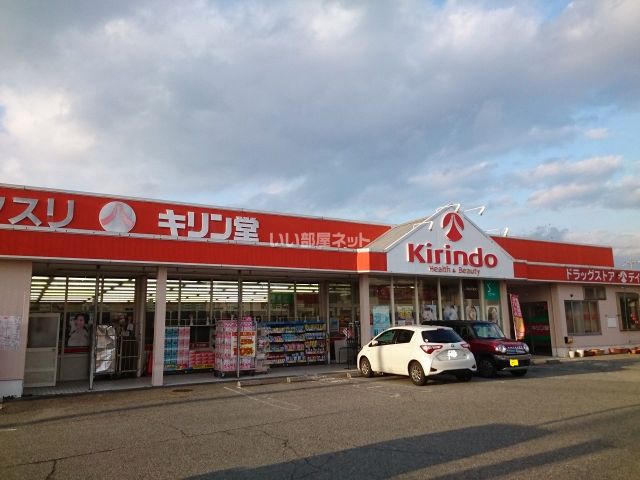 スリ キリン堂
いい部屋ネット
Kirindo
Health & Beauty
ドラッグストア